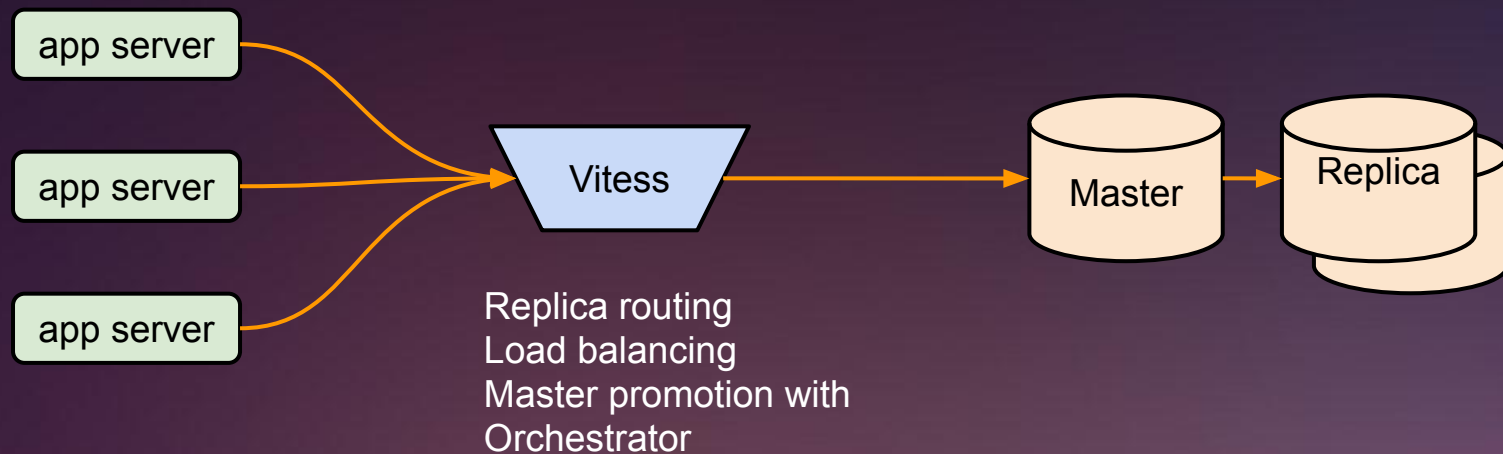 app server
app server
app server
Vitess
Master
Replica
Replica routing
Load balancing
Master promotion with
Orchestrator